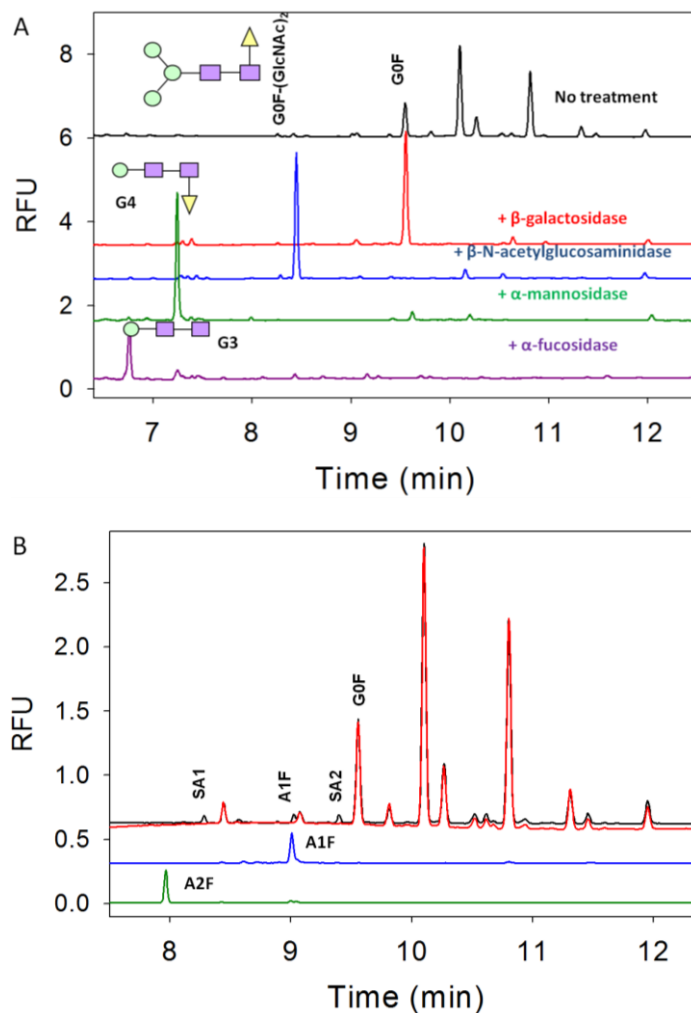 A
8
6
4
2
0
RFU
G0F-(GlcNAc)2
G0F
No treatment
G4
+ β-galactosidase
+ β-N-acetylglucosaminidase
+ α-mannosidase
G3
+ α-fucosidase
7 8 9 10 11 12
Time (min)
B
2.5
2.0
1.5
1.0
0.5
0.0
RFU
SA1
A1F
SA2
G0F
A1F
A2F
8 9 10 11 12
Time (min)